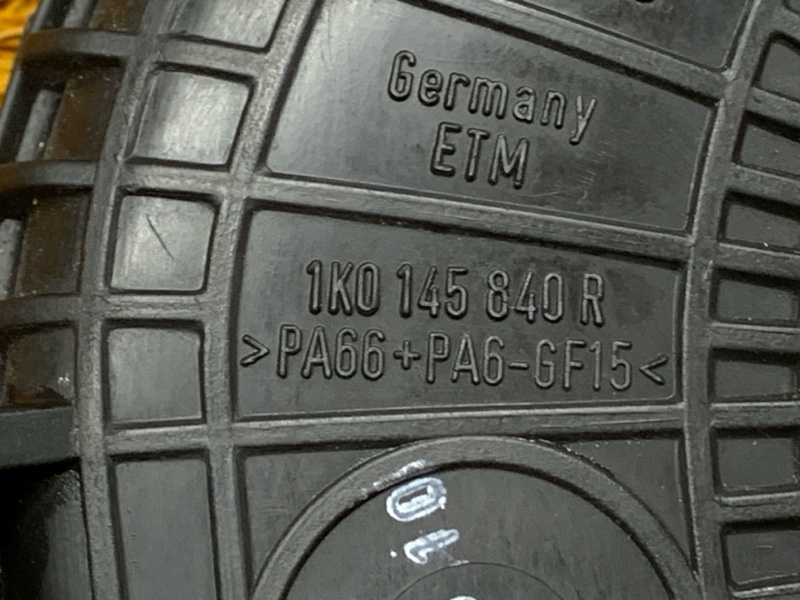 Germany
ETM
1K0 145 840 R
>PA66+PA6-GF15<